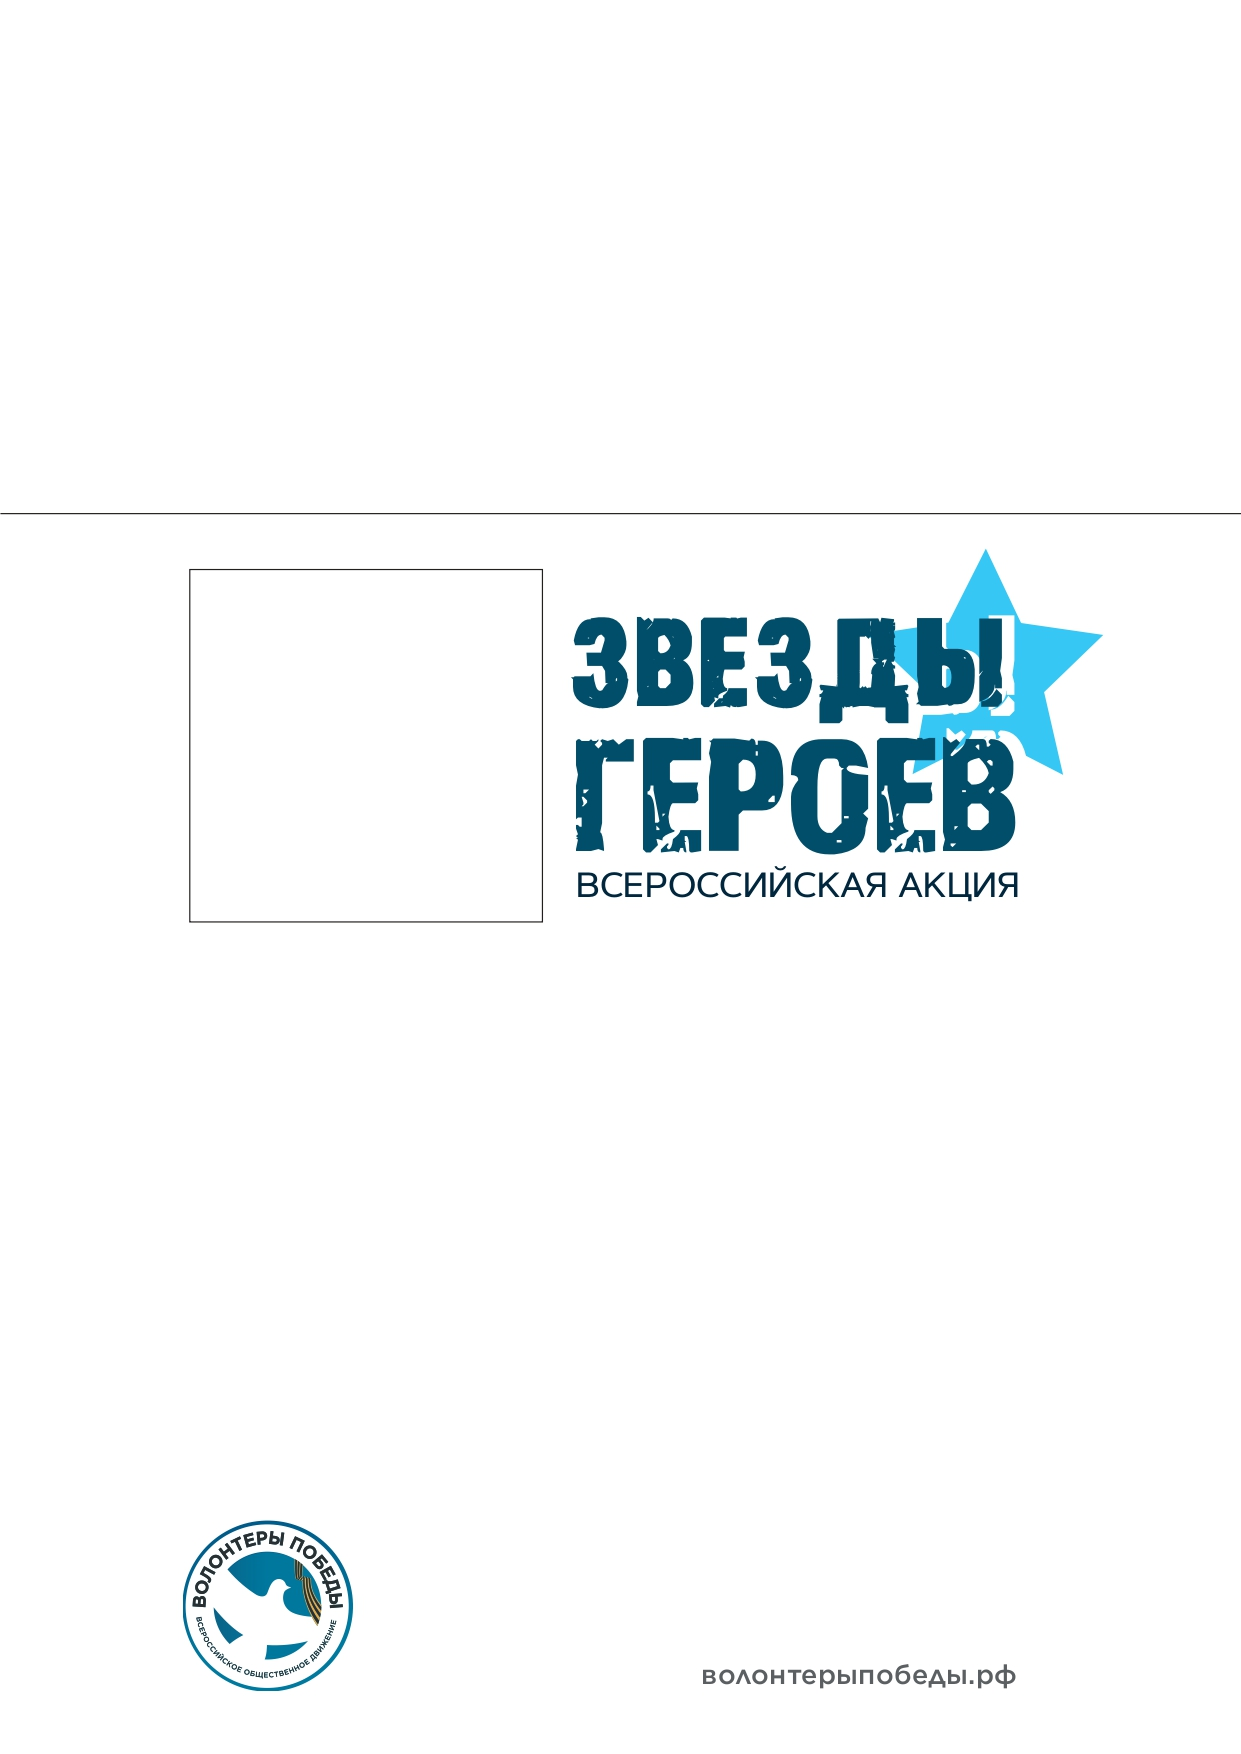 ЗВЕЗДЫ
ГЕРОЕВ
ВСЕРОССИЙСКАЯ АКЦИЯ
ВОЛОНТЕРЫ ПОБЕДЫ
ВСЕРОССИЙСКОЕ ОБЩЕСТВЕННОЕ ДВИЖЕНИЕ
волонтерыпобеды.рф